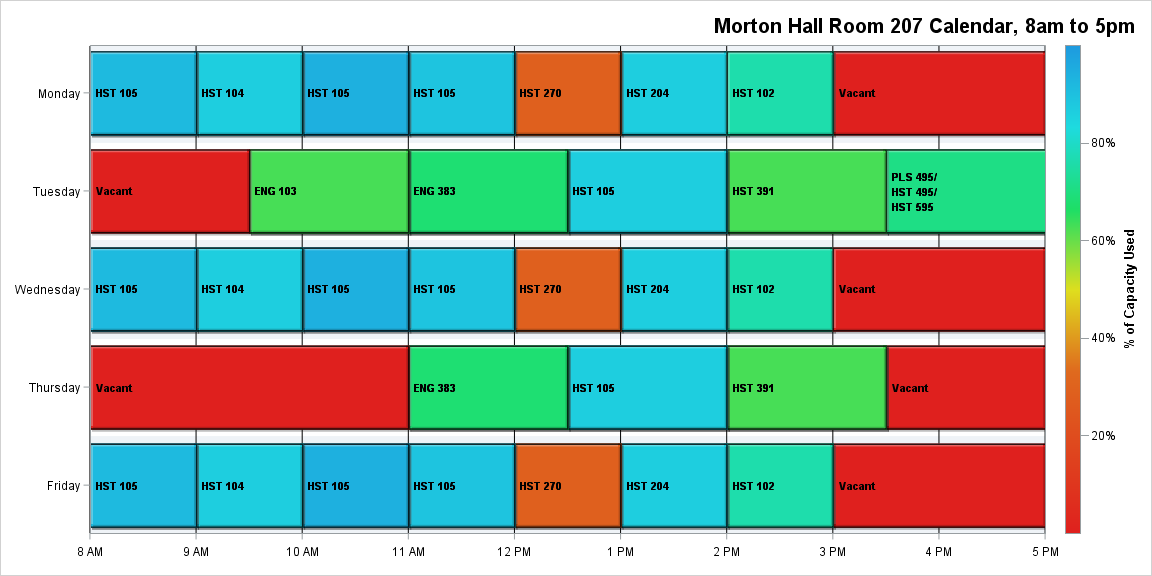 Morton Hall Room 207 Calendar, 8am to 5pm
Monday
HST 105
HST 104
HST 105
HST 105
HST 270
HST 204
HST 102
Vacant
Tuesday
Vacant
ENG 103
ENG 383
HST 105
HST 391
PLS 495/
HST 495/
HST 595
Wednesday
HST 105
HST 104
HST 105
HST 105
HST 270
HST 204
HST 102
Vacant
Thursday
Vacant
ENG 383
HST 105
HST 391
Vacant
Friday
HST 105
HST 104
HST 105
HST 105
HST 270
HST 204
HST 102
Vacant
8 AM
9 AM
10 AM
11 AM
12 PM
1 PM
2 PM
3 PM
4 PM
5 PM
80%
60%
40%
20%
% of Capacity Used